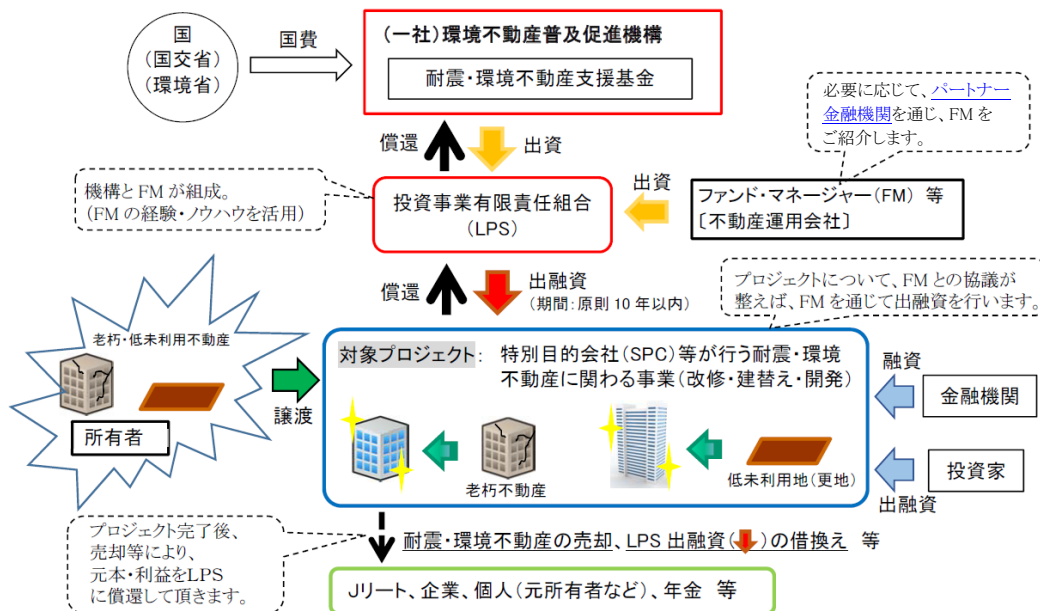 国
(国交省)
(環境省)
国費
(一社)環境不動産普及促進機構
耐震・環境不動産支援基金
必要に応じて、パートナー
金融機関を通じ、FMを
ご紹介します。
償還
出資
機構とFMが組成。
(FMの経験・ノウハウを活用)
投資事業有限責任組合
(LPS)
出資
ファンド・マネージャー(FM) 等
〔不動産運用会社〕
償還
出融資
(期間:原則10年以内)
プロジェクトについて、FMとの協議が
整えば、FMを通じて出融資を行います。
老朽・低未利用不動産
所有者
譲渡
対象プロジェクト: 特別目的会社(SPC)等が行う耐震・環境
不動産に関わる事業(改修・建替え・開発)
老朽不動産
低未利用地(更地)
融資
金融機関
投資家
出融資
プロジェクト完了後、
売却等により、
元本・利益をLPS
に償還して頂きます。
耐震・環境不動産の売却、LPS出融資( )の借換え 等
Jリート、企業、個人(元所有者など)、年金 等